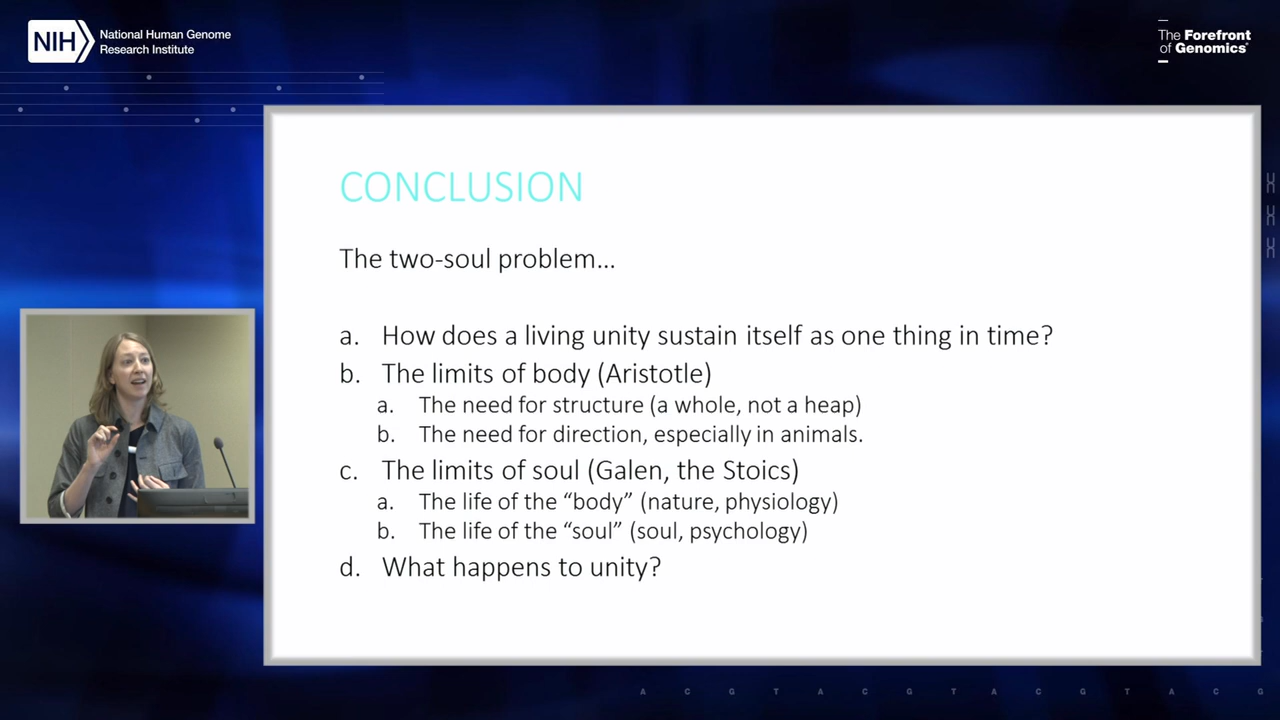 NIH
National Human Genome
Research Institute
The Forefront
of Genomics®
CONCLUSION
The two-soul problem...
a. How does a living unity sustain itself as one thing in time?
b. The limits of body (Aristotle)
a. The need for structure (a whole, not a heap)
b. The need for direction, especially in animals.
c. The limits of soul (Galen, the Stoics)
a. The life of the “body” (nature, physiology)
b. The life of the “soul” (soul, psychology)
d. What happens to unity?
A C G T A C G T A C G T A C G